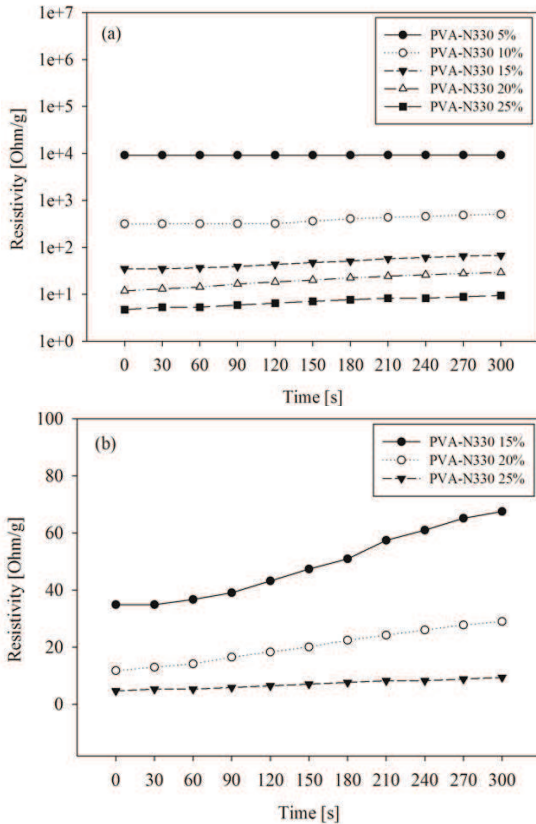 (a)
PVA-N330 5%
PVA-N330 10%
PVA-N330 15%
PVA-N330 20%
PVA-N330 25%
1e+7
1e+6
1e+5
1e+4
1e+3
1e+2
1e+1
1e+0
Resistivity [Ohm/g]
0 30 60 90 120 150 180 210 240 270 300
Time [s]
(b)
PVA-N330 15%
PVA-N330 20%
PVA-N330 25%
100
80
60
40
20
0
Resistivity [Ohm/g]
0 30 60 90 120 150 180 210 240 270 300
Time [s]